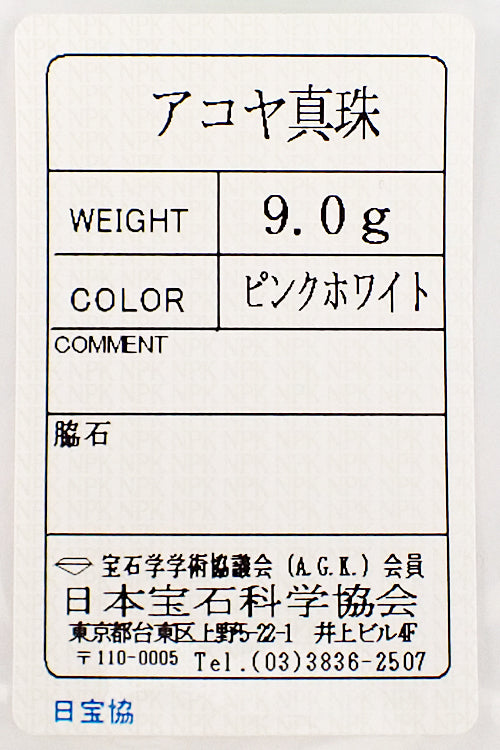 アコヤ真珠
WEIGHT 9.0g
COLOR ピンクホワイト
COMMENT
脇石
宝石学学術協議会 (A.G.K.) 会員
日本宝石科学協会
東京都台東区上野5-22-1 井上ビル4F
〒110-0005 Tel.(03)3836-2507
日宝協